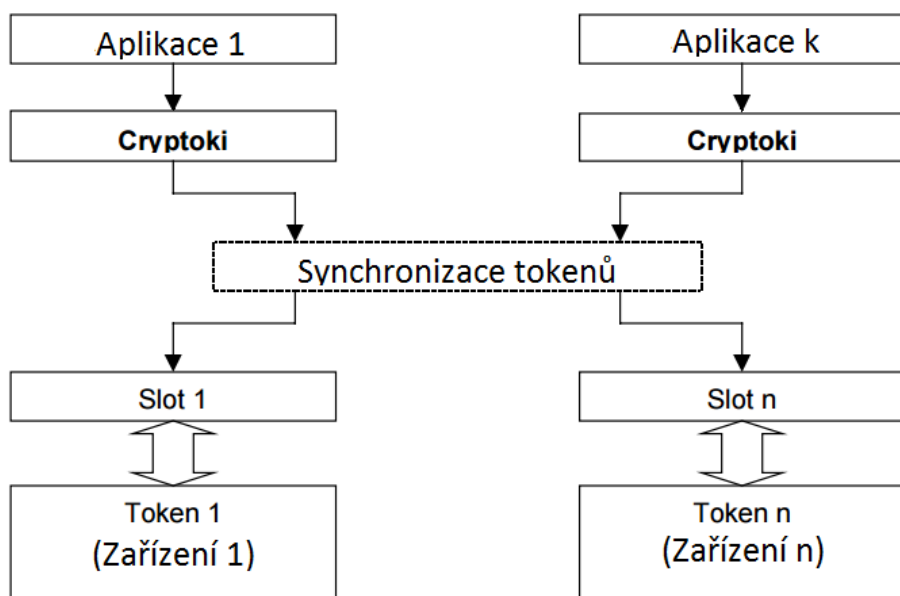 Aplikace 1
Aplikace k
Cryptoki
Cryptoki
Synchronizace tokenů
Slot 1
Slot n
Token 1
(Zařízení 1)
Token n
(Zařízení n)